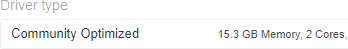 Driver type
Community Optimized 15.3 GB Memory, 2 Cores,